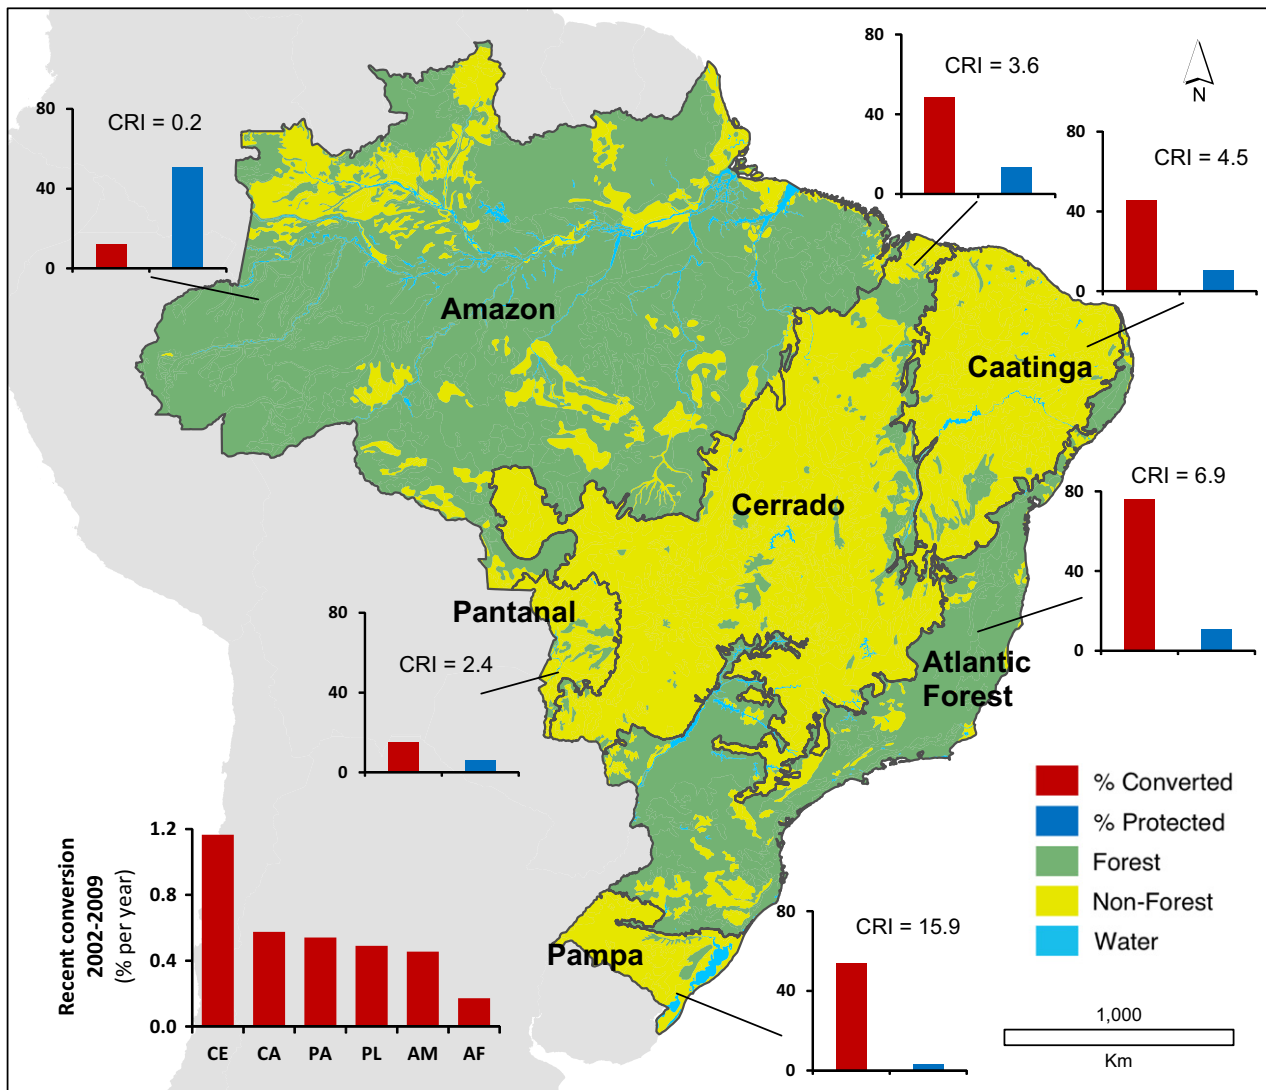 80
40
0
CRI = 0.2
80
40
0
CRI = 3.6
N
80
40
0
CRI = 4.5
Amazon
Caatinga
Cerrado
80
40
0
CRI = 6.9
Pantanal
80
40
0
CRI = 2.4
Atlantic
Forest
% Converted
% Protected
Forest
Non-Forest
Water
Recent conversion
2002-2009
(% per year)
1.2
0.8
0.4
0.0
CE CA PA PL AM AF
Pampa
80
40
0
CRI = 15.9
1,000
Km